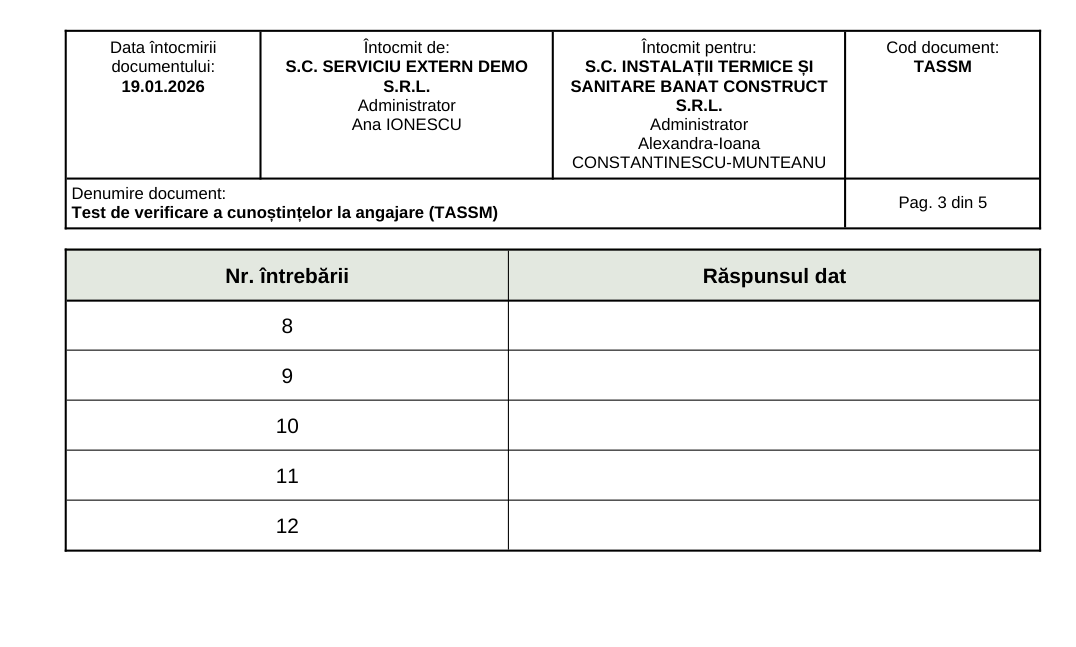 Data întocmirii
documentului:
19.01.2026
Întocmit de:
S.C. SERVICIU EXTERN DEMO
S.R.L.
Administrator
Ana IONESCU
Întocmit pentru:
S.C. INSTALAȚII TERMICE ȘI
SANITARE BANAT CONSTRUCT
S.R.L.
Administrator
Alexandra-Ioana
CONSTANTINESCU-MUNTEANU
Cod document:
TASSM
Denumire document:
Test de verificare a cunoștințelor la angajare (TASSM)
Pag. 3 din 5
Nr. întrebării
Răspunsul dat
8
9
10
11
12